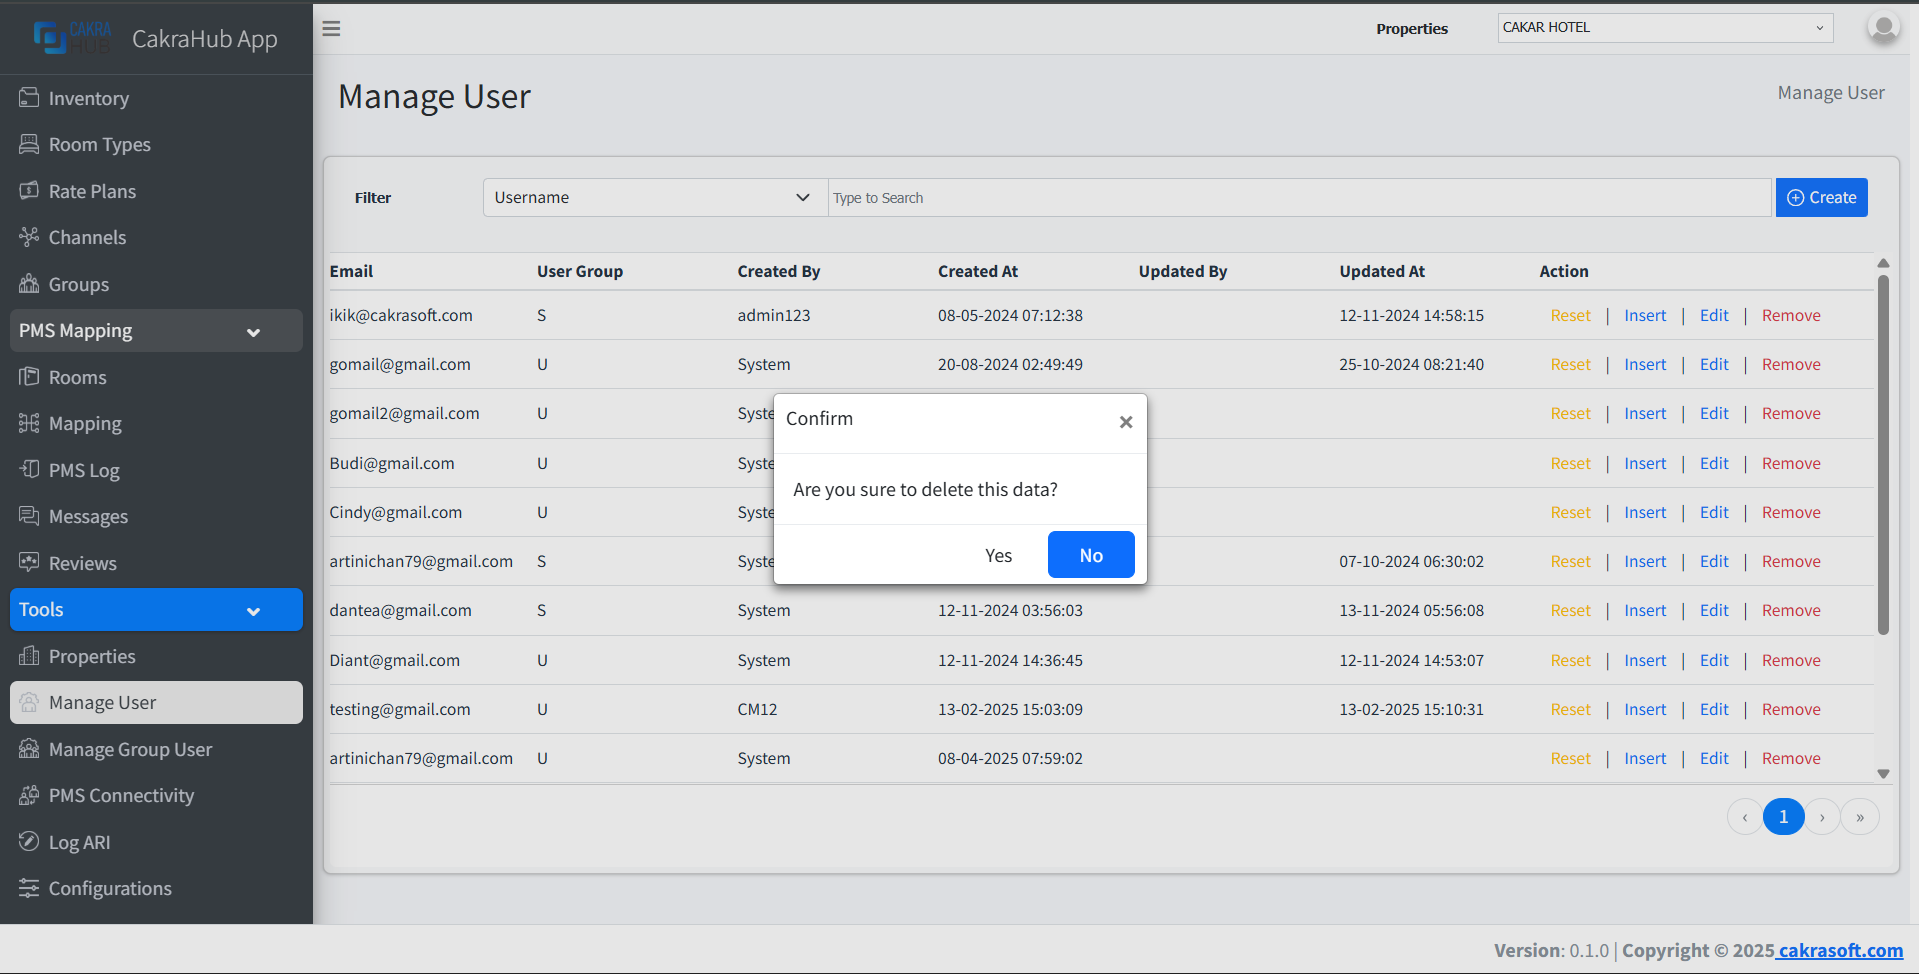 CAKRA
HUB
CakraHub App
Properties
CAKAR HOTEL
Inventory
Room Types
Rate Plans
Channels
Groups
PMS Mapping
Rooms
Mapping
PMS Log
Messages
Reviews
Tools
Properties
Manage User
Manage Group User
PMS Connectivity
Log ARI
Configurations
Manage User
Manage User
Filter
Username
Type to Search
Create
Email User Group Created By Created At Updated By Updated At Action
ikik@cakrasoft.com S admin123 08-05-2024 07:12:38 12-11-2024 14:58:15 Reset | Insert | Edit | Remove
gomail@gmail.com U System 20-08-2024 02:49:49 25-10-2024 08:21:40 Reset | Insert | Edit | Remove
gomail2@gmail.com U Syste Reset | Insert | Edit | Remove
Budi@gmail.com U Syste Reset | Insert | Edit | Remove
Cindy@gmail.com U Syste Reset | Insert | Edit | Remove
artinichan79@gmail.com S Syste 07-10-2024 06:30:02 Reset | Insert | Edit | Remove
dantea@gmail.com S System 12-11-2024 03:56:03 13-11-2024 05:56:08 Reset | Insert | Edit | Remove
Diant@gmail.com U System 12-11-2024 14:36:45 12-11-2024 14:53:07 Reset | Insert | Edit | Remove
testing@gmail.com U CM12 13-02-2025 15:03:09 13-02-2025 15:10:31 Reset | Insert | Edit | Remove
artinichan79@gmail.com U System 08-04-2025 07:59:02 Reset | Insert | Edit | Remove
Confirm ×
Are you sure to delete this data?
Yes No
‹ 1 › »
Version: 0.1.0 | Copyright © 2025 cakrasoft.com